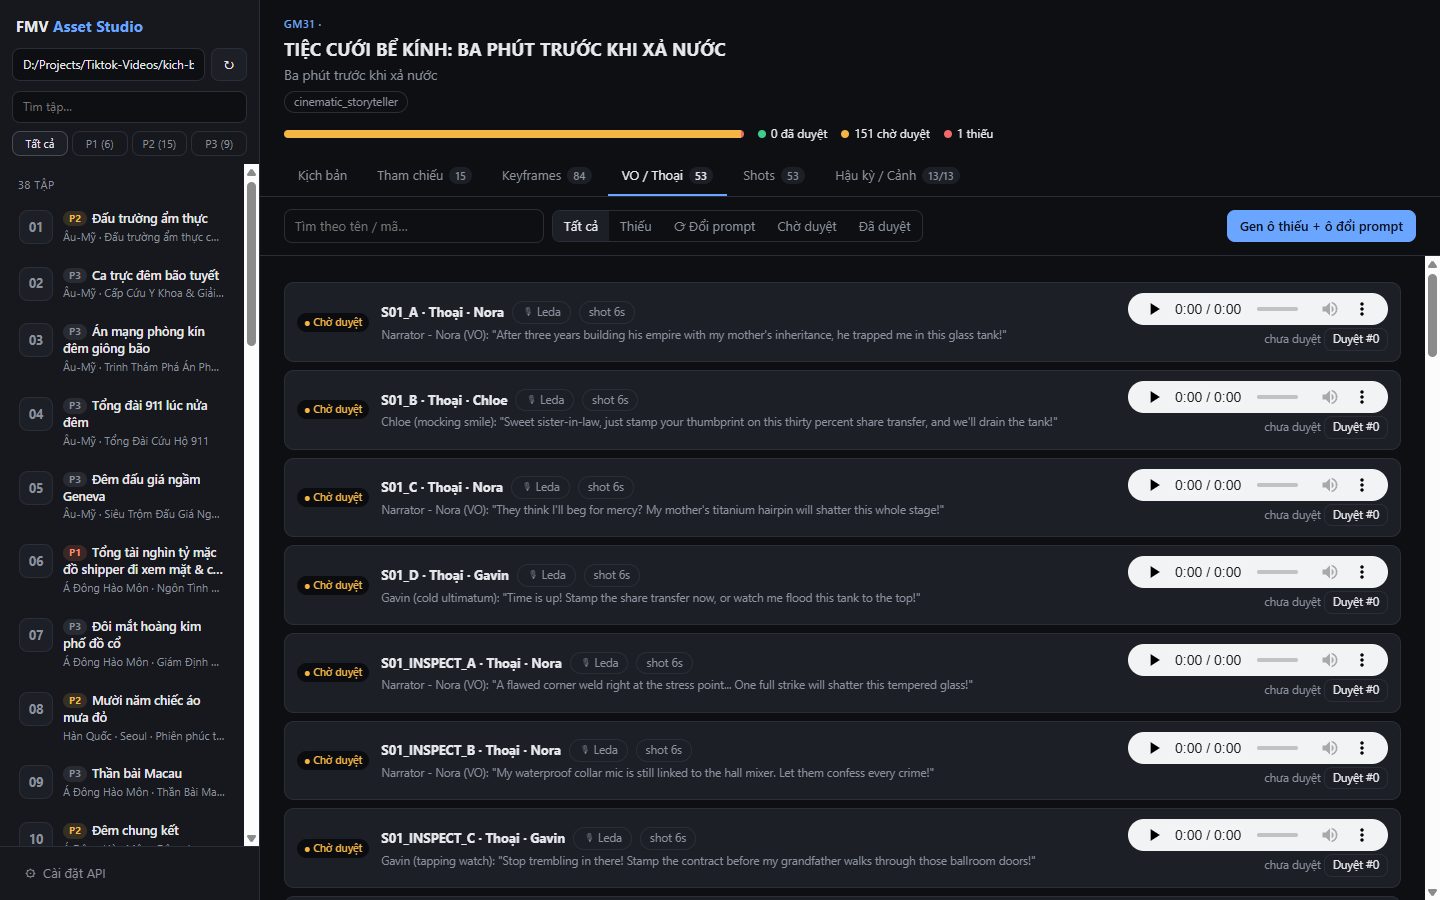 FMV Asset Studio
D:/Projects/Tiktok-Videos/kich-b
Tìm tập...
Tất cả
P1 (6)
P2 (15)
P3 (9)
38 TẬP
01
P2 Đấu trường ẩm thực
Âu-Mỹ · Đấu trường ẩm thực c...
02
P3 Ca trực đêm bão tuyết
Âu-Mỹ · Cấp Cứu Y Khoa & Giải...
03
P3 Án mạng phòng kín
đêm giông bão
Âu-Mỹ · Trinh Thám Phá Án Ph...
04
P3 Tổng đài 911 lúc nửa
đêm
Âu-Mỹ · Tổng Đài Cứu Hộ 911
05
P3 Đêm đấu giá ngầm
Geneva
Âu-Mỹ · Siêu Trộm Đấu Giá Ng...
06
P1 Tổng tài nghìn tỷ mặc
đồ shipper đi xem mặt & c...
Á Đông Hào Môn · Ngôn Tình ...
07
P3 Đôi mắt hoàng kim
phố đồ cổ
Á Đông Hào Môn · Giám Định ...
08
P2 Mười năm chiếc áo
mưa đỏ
Hàn Quốc · Seoul · Phiên phúc t...
09
P3 Thần bài Macau
Á Đông Hào Môn · Thần Bài Ma...
10
P2 Đêm chung kết
Cài đặt API
GM31 ·
TIỆC CƯỚI BỂ KÍNH: BA PHÚT TRƯỚC KHI XẢ NƯỚC
Ba phút trước khi xả nước
cinematic_storyteller
0 đã duyệt
151 chờ duyệt
1 thiếu
Kịch bản
Tham chiếu 15
Keyframes 84
VO / Thoại 53
Shots 53
Hậu kỳ / Cảnh 13/13
Tìm theo tên / mã...
Tất cả
Thiếu
⟳ Đổi prompt
Chờ duyệt
Đã duyệt
Gen ô thiếu + ô đổi prompt
Chờ duyệt
S01_A · Thoại · Nora
Leda
shot 6s
Narrator - Nora (VO): "After three years building his empire with my mother's inheritance, he trapped me in this glass tank!"
0:00 / 0:00
chưa duyệt Duyệt #0
Chờ duyệt
S01_B · Thoại · Chloe
Leda
shot 6s
Chloe (mocking smile): "Sweet sister-in-law, just stamp your thumbprint on this thirty percent share transfer, and we'll drain the tank!"
0:00 / 0:00
chưa duyệt Duyệt #0
Chờ duyệt
S01_C · Thoại · Nora
Leda
shot 6s
Narrator - Nora (VO): "They think I'll beg for mercy? My mother's titanium hairpin will shatter this whole stage!"
0:00 / 0:00
chưa duyệt Duyệt #0
Chờ duyệt
S01_D · Thoại · Gavin
Leda
shot 6s
Gavin (cold ultimatum): "Time is up! Stamp the share transfer now, or watch me flood this tank to the top!"
0:00 / 0:00
chưa duyệt Duyệt #0
Chờ duyệt
S01_INSPECT_A · Thoại · Nora
Leda
shot 6s
Narrator - Nora (VO): "A flawed corner weld right at the stress point... One full strike will shatter this tempered glass!"
0:00 / 0:00
chưa duyệt Duyệt #0
Chờ duyệt
S01_INSPECT_B · Thoại · Nora
Leda
shot 6s
Narrator - Nora (VO): "My waterproof collar mic is still linked to the hall mixer. Let them confess every crime!"
0:00 / 0:00
chưa duyệt Duyệt #0
Chờ duyệt
S01_INSPECT_C · Thoại · Gavin
Leda
shot 6s
Gavin (tapping watch): "Stop trembling in there! Stamp the contract before my grandfather walks through those ballroom doors!"
0:00 / 0:00
chưa duyệt Duyệt #0